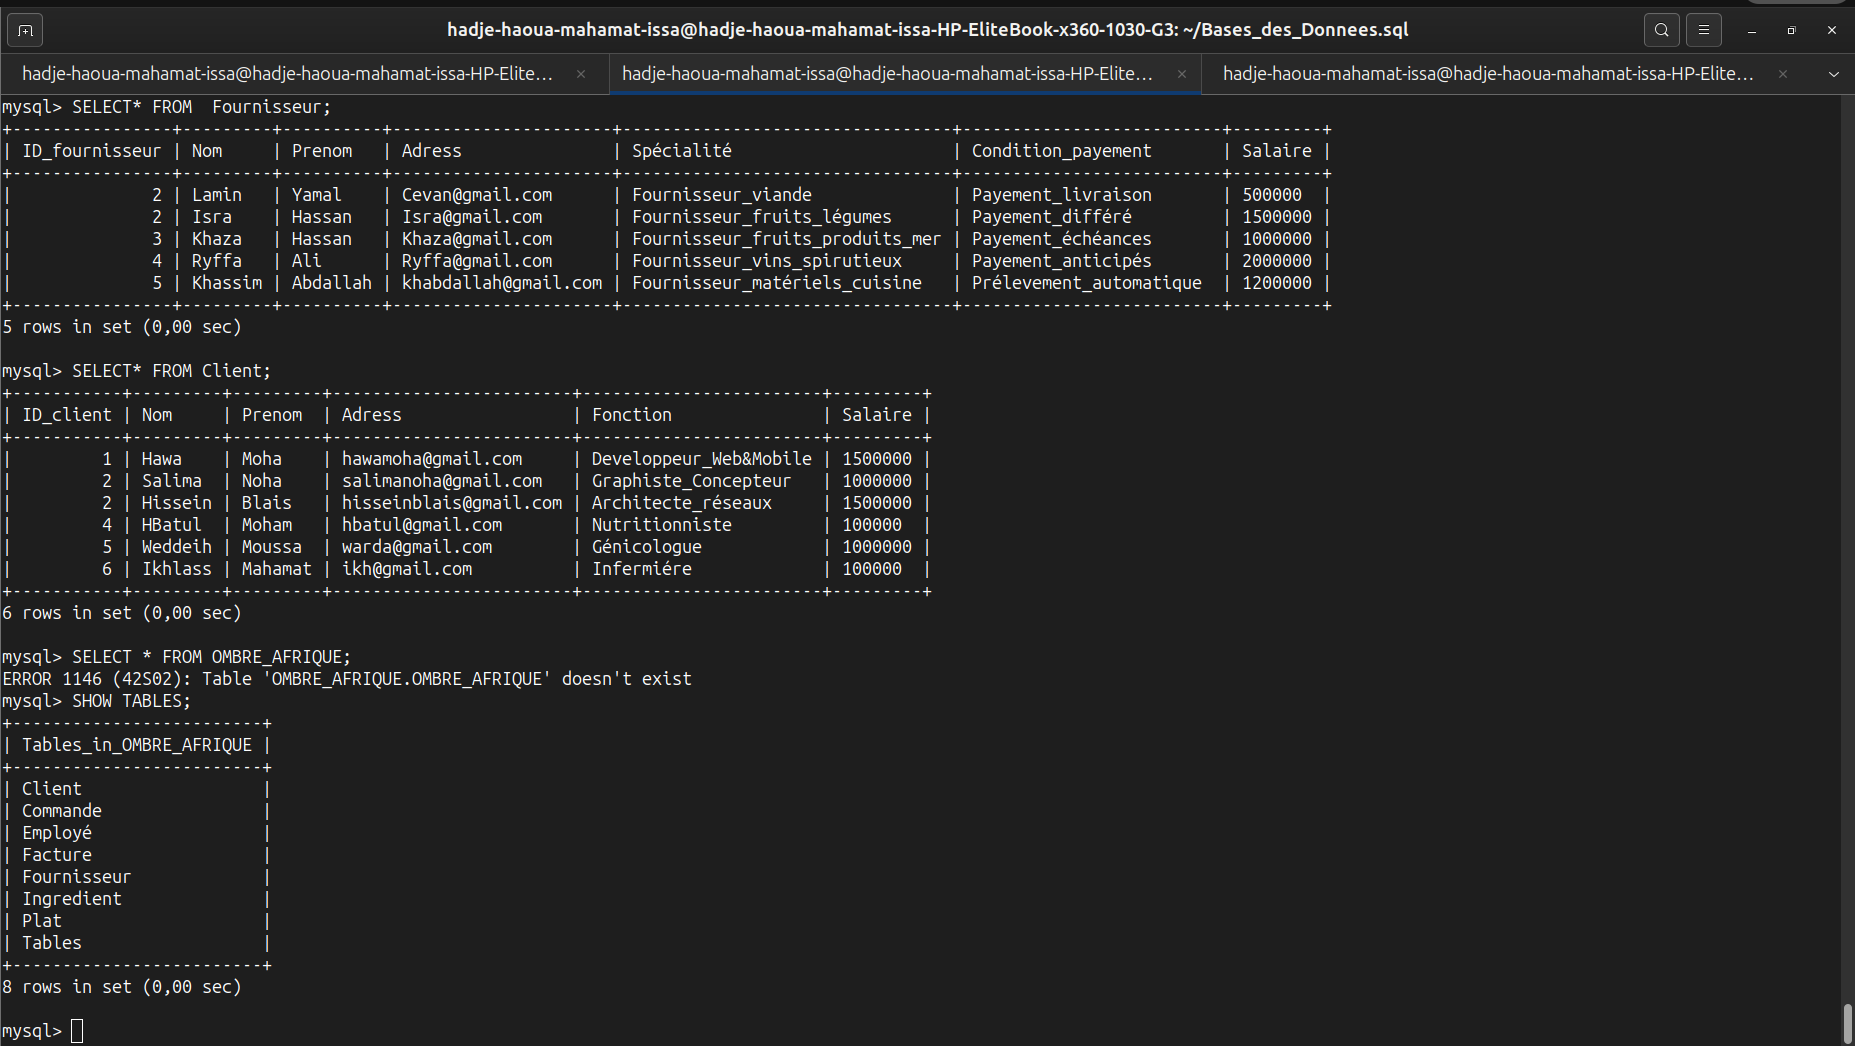 hadje-haoua-mahamat-issa@hadje-haoua-mahamat-issa-HP-EliteBook-x360-1030-G3: ~/Bases_des_Donnees.sql
hadje-haoua-mahamat-issa@hadje-haoua-mahamat-issa-HP-Elite... × hadje-haoua-mahamat-issa@hadje-haoua-mahamat-issa-HP-Elite... × hadje-haoua-mahamat-issa@hadje-haoua-mahamat-issa-HP-Elite... ×
mysql> SELECT* FROM  Fournisseur;
+----------------+---------+----------+----------------------+---------------------------------+--------------------------+---------+
| ID_fournisseur | Nom     | Prenom   | Adress               | Spécialité                      | Condition_payement       | Salaire |
+----------------+---------+----------+----------------------+---------------------------------+--------------------------+---------+
|              2 | Lamin   | Yamal    | Cevan@gmail.com      | Fournisseur_viande              | Payement_livraison       | 500000  |
|              2 | Isra    | Hassan   | Isra@gmail.com       | Fournisseur_fruits_légumes      | Payement_différé         | 1500000 |
|              3 | Khaza   | Hassan   | Khaza@gmail.com      | Fournisseur_fruits_produits_mer | Payement_échéances       | 1000000 |
|              4 | Ryffa   | Ali      | Ryffa@gmail.com      | Fournisseur_vins_spirutieux     | Payement_anticipés       | 2000000 |
|              5 | Khassim | Abdallah | khabdallah@gmail.com | Fournisseur_matériels_cuisine   | Prélevement_automatique  | 1200000 |
+----------------+---------+----------+----------------------+---------------------------------+--------------------------+---------+
5 rows in set (0,00 sec)
mysql> SELECT* FROM Client;
+-----------+---------+---------+------------------------+------------------------+---------+
| ID_client | Nom     | Prenom  | Adress                 | Fonction               | Salaire |
+-----------+---------+---------+------------------------+------------------------+---------+
|         1 | Hawa    | Moha    | hawamoha@gmail.com     | Developpeur_Web&Mobile | 1500000 |
|         2 | Salima  | Noha    | salimanoha@gmail.com   | Graphiste_Concepteur   | 1000000 |
|         2 | Hissein | Blais   | hisseinblais@gmail.com | Architecte_réseaux     | 1500000 |
|         4 | HBatul  | Moham   | hbatul@gmail.com       | Nutritionniste         | 100000  |
|         5 | Weddeih | Moussa  | warda@gmail.com        | Génicologue            | 1000000 |
|         6 | Ikhlass | Mahamat | ikh@gmail.com          | Infermiére             | 100000  |
+-----------+---------+---------+------------------------+------------------------+---------+
6 rows in set (0,00 sec)
mysql> SELECT * FROM OMBRE_AFRIQUE;
ERROR 1146 (42S02): Table 'OMBRE_AFRIQUE.OMBRE_AFRIQUE' doesn't exist
mysql> SHOW TABLES;
+-------------------------+
| Tables_in_OMBRE_AFRIQUE |
+-------------------------+
| Client                  |
| Commande                |
| Employé                 |
| Facture                 |
| Fournisseur             |
| Ingredient              |
| Plat                    |
| Tables                  |
+-------------------------+
8 rows in set (0,00 sec)
mysql>